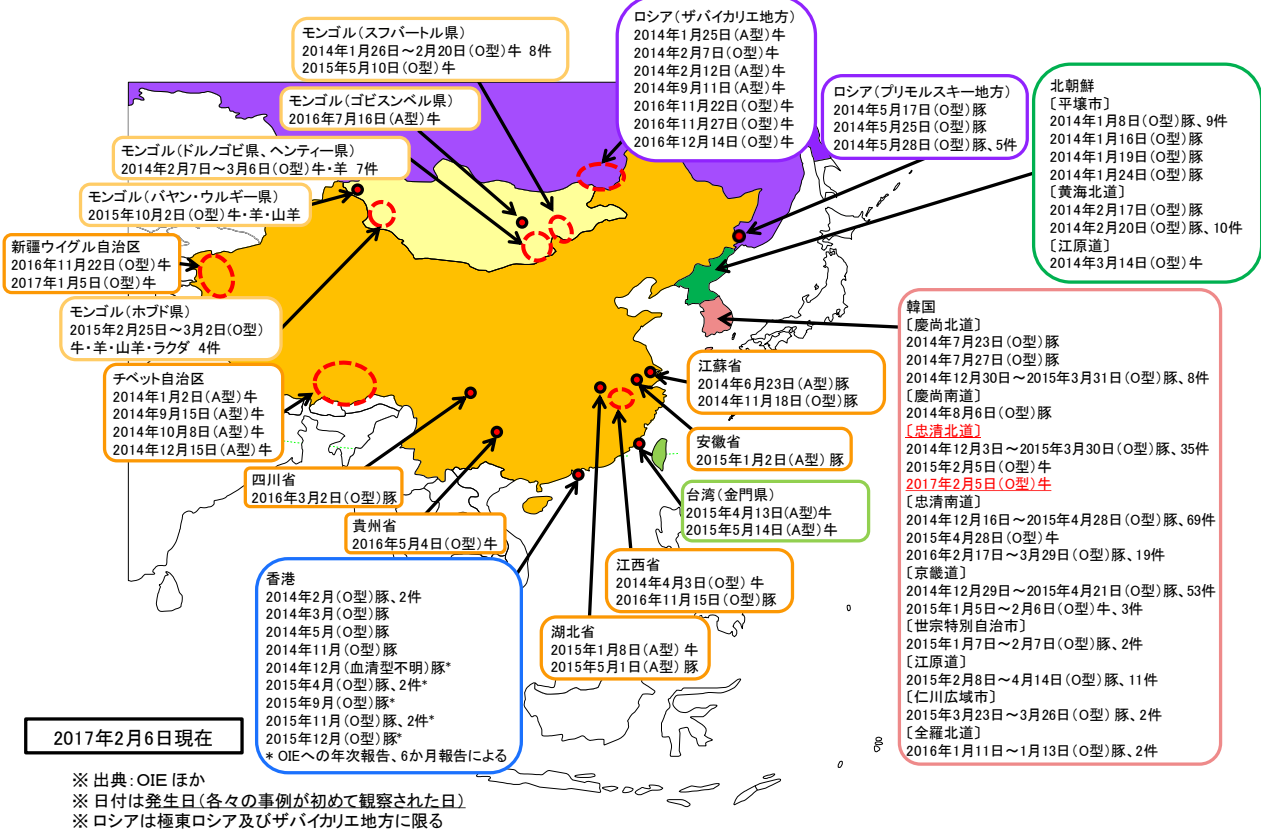 モンゴル(スフバートル県)
2014年1月26日～2月20日(O型)牛 8件
2015年5月10日(O型)牛
モンゴル(ゴビスンベル県)
2016年7月16日(A型)牛
モンゴル(ドルノゴビ県、ヘンティー県)
2014年2月7日～3月6日(O型)牛・羊 7件
モンゴル(バヤン・ウルギー県)
2015年10月2日(O型)牛・羊・山羊
新疆ウイグル自治区
2016年11月22日(O型)牛
2017年1月5日(O型)牛
モンゴル(ホブド県)
2015年2月25日～3月2日(O型)
牛・羊・山羊・ラクダ 4件
チベット自治区
2014年1月2日(A型)牛
2014年9月15日(A型)牛
2014年10月8日(A型)牛
2014年12月15日(A型)牛
四川省
2016年3月2日(O型)豚
貴州省
2016年5月4日(O型)牛
香港
2014年2月(O型)豚、2件
2014年3月(O型)豚
2014年5月(O型)豚
2014年11月(O型)豚
2014年12月(血清型不明)豚*
2015年4月(O型)豚、2件*
2015年9月(O型)豚*
2015年11月(O型)豚、2件*
2015年12月(O型)豚*
* OIEへの年次報告、6か月報告による
ロシア(ザバイカリエ地方)
2014年1月25日(A型)牛
2014年2月7日(O型)牛
2014年2月12日(A型)牛
2014年9月11日(A型)牛
2016年11月22日(O型)牛
2016年11月27日(O型)牛
2016年12月14日(O型)牛
ロシア(プリモルスキー地方)
2014年5月17日(O型)豚
2014年5月25日(O型)豚
2014年5月28日(O型)豚、5件
北朝鮮
〔平壌市〕
2014年1月8日(O型)豚、9件
2014年1月16日(O型)豚
2014年1月19日(O型)豚
2014年1月24日(O型)豚
〔黄海北道〕
2014年2月17日(O型)豚
2014年2月20日(O型)豚、10件
〔江原道〕
2014年3月14日(O型)牛
韓国
〔慶尚北道〕
2014年7月23日(O型)豚
2014年7月27日(O型)豚
2014年12月30日～2015年3月31日(O型)豚、8件
〔慶尚南道〕
2014年8月6日(O型)豚
〔忠清北道〕
2014年12月3日～2015年3月30日(O型)豚、35件
2015年2月5日(O型)牛
2017年2月5日(O型)牛
〔忠清南道〕
2014年12月16日～2015年4月28日(O型)豚、69件
2015年4月28日(O型)牛
2016年2月17日～3月29日(O型)豚、19件
〔京畿道〕
2014年12月29日～2015年4月21日(O型)豚、53件
2015年1月5日～2月6日(O型)牛、3件
〔世宗特別自治市〕
2015年1月7日～2月7日(O型)豚、2件
〔江原道〕
2015年2月8日～4月14日(O型)豚、11件
〔仁川広域市〕
2015年3月23日～3月26日(O型)豚、2件
〔全羅北道〕
2016年1月11日～1月13日(O型)豚、2件
江蘇省
2014年6月23日(A型)豚
2014年11月18日(O型)豚
安徽省
2015年1月2日(A型)豚
台湾(金門県)
2015年4月13日(A型)牛
2015年5月14日(A型)牛
江西省
2014年4月3日(O型) 牛
2016年11月15日(O型)豚
湖北省
2015年1月8日(A型) 牛
2015年5月1日(A型) 豚
2017年2月6日現在
※ 出典:OIE ほか
※ 日付は発生日(各々の事例が初めて観察された日)
※ ロシアは極東ロシア及びザバイカリエ地方に限る